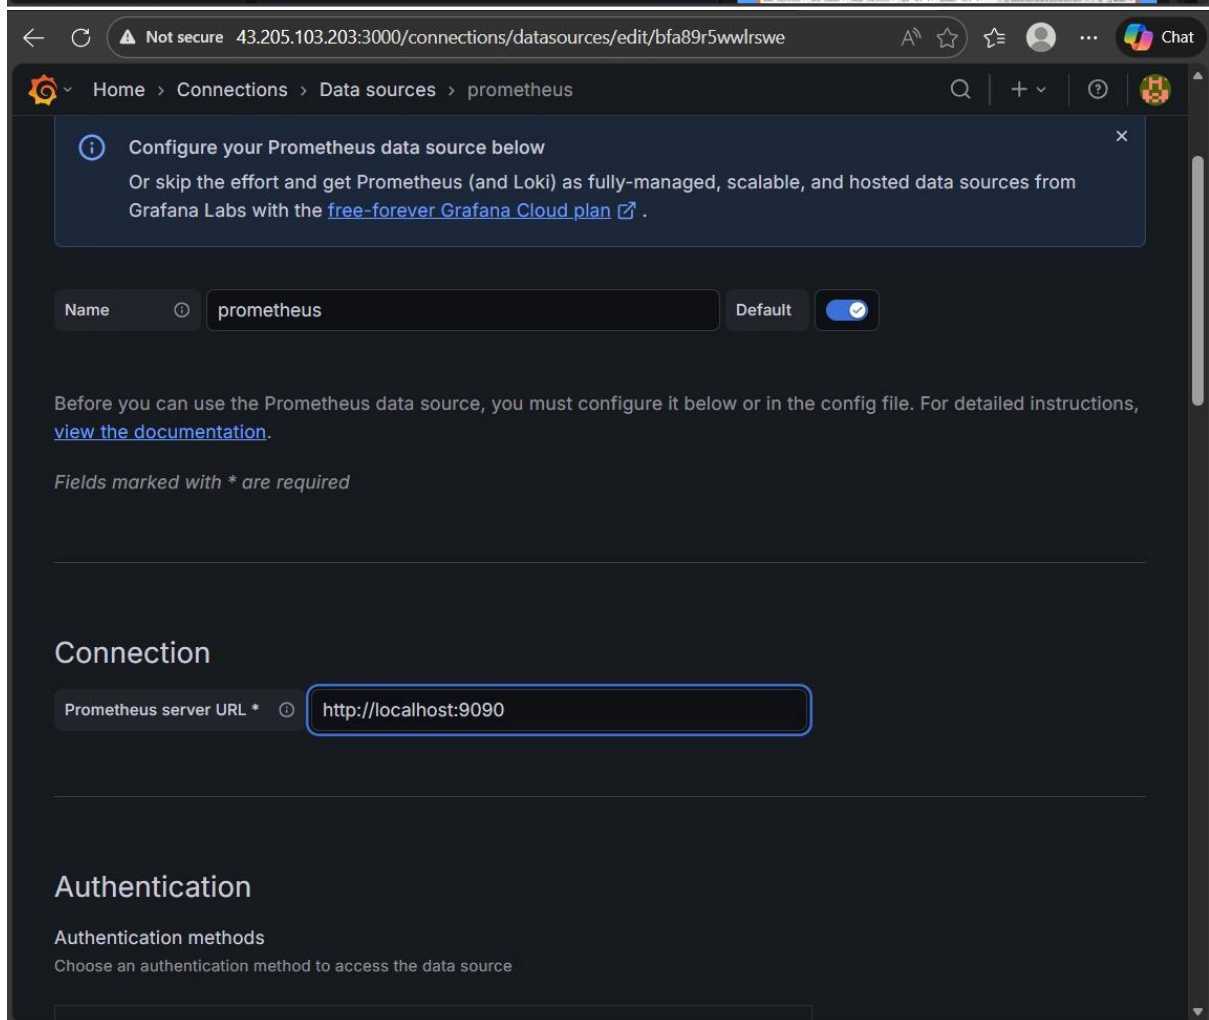 Not secure 43.205.103.203:3000/connections/datasources/edit/bfa89r5wwlrswe
Chat
Home › Connections › Data sources › prometheus
Configure your Prometheus data source below
Or skip the effort and get Prometheus (and Loki) as fully-managed, scalable, and hosted data sources from
Grafana Labs with the free-forever Grafana Cloud plan .
Name prometheus Default
Before you can use the Prometheus data source, you must configure it below or in the config file. For detailed instructions,
view the documentation.
Fields marked with * are required
Connection
Prometheus server URL * http://localhost:9090
Authentication
Authentication methods
Choose an authentication method to access the data source